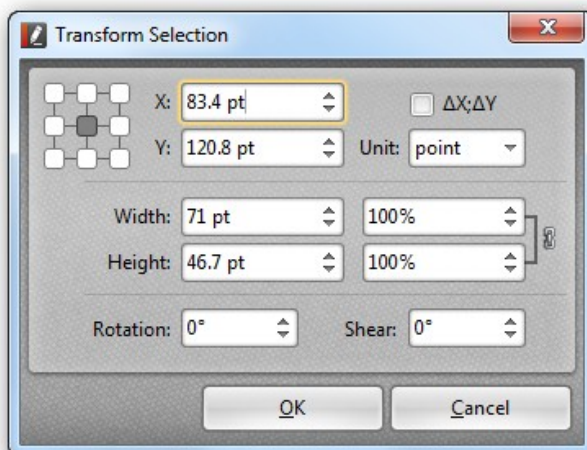 Transform Selection
X: 83.4 pt ΔX;ΔY
Y: 120.8 pt Unit: point
Width: 71 pt 100%
Height: 46.7 pt 100%
Rotation: 0° Shear: 0°
OK Cancel